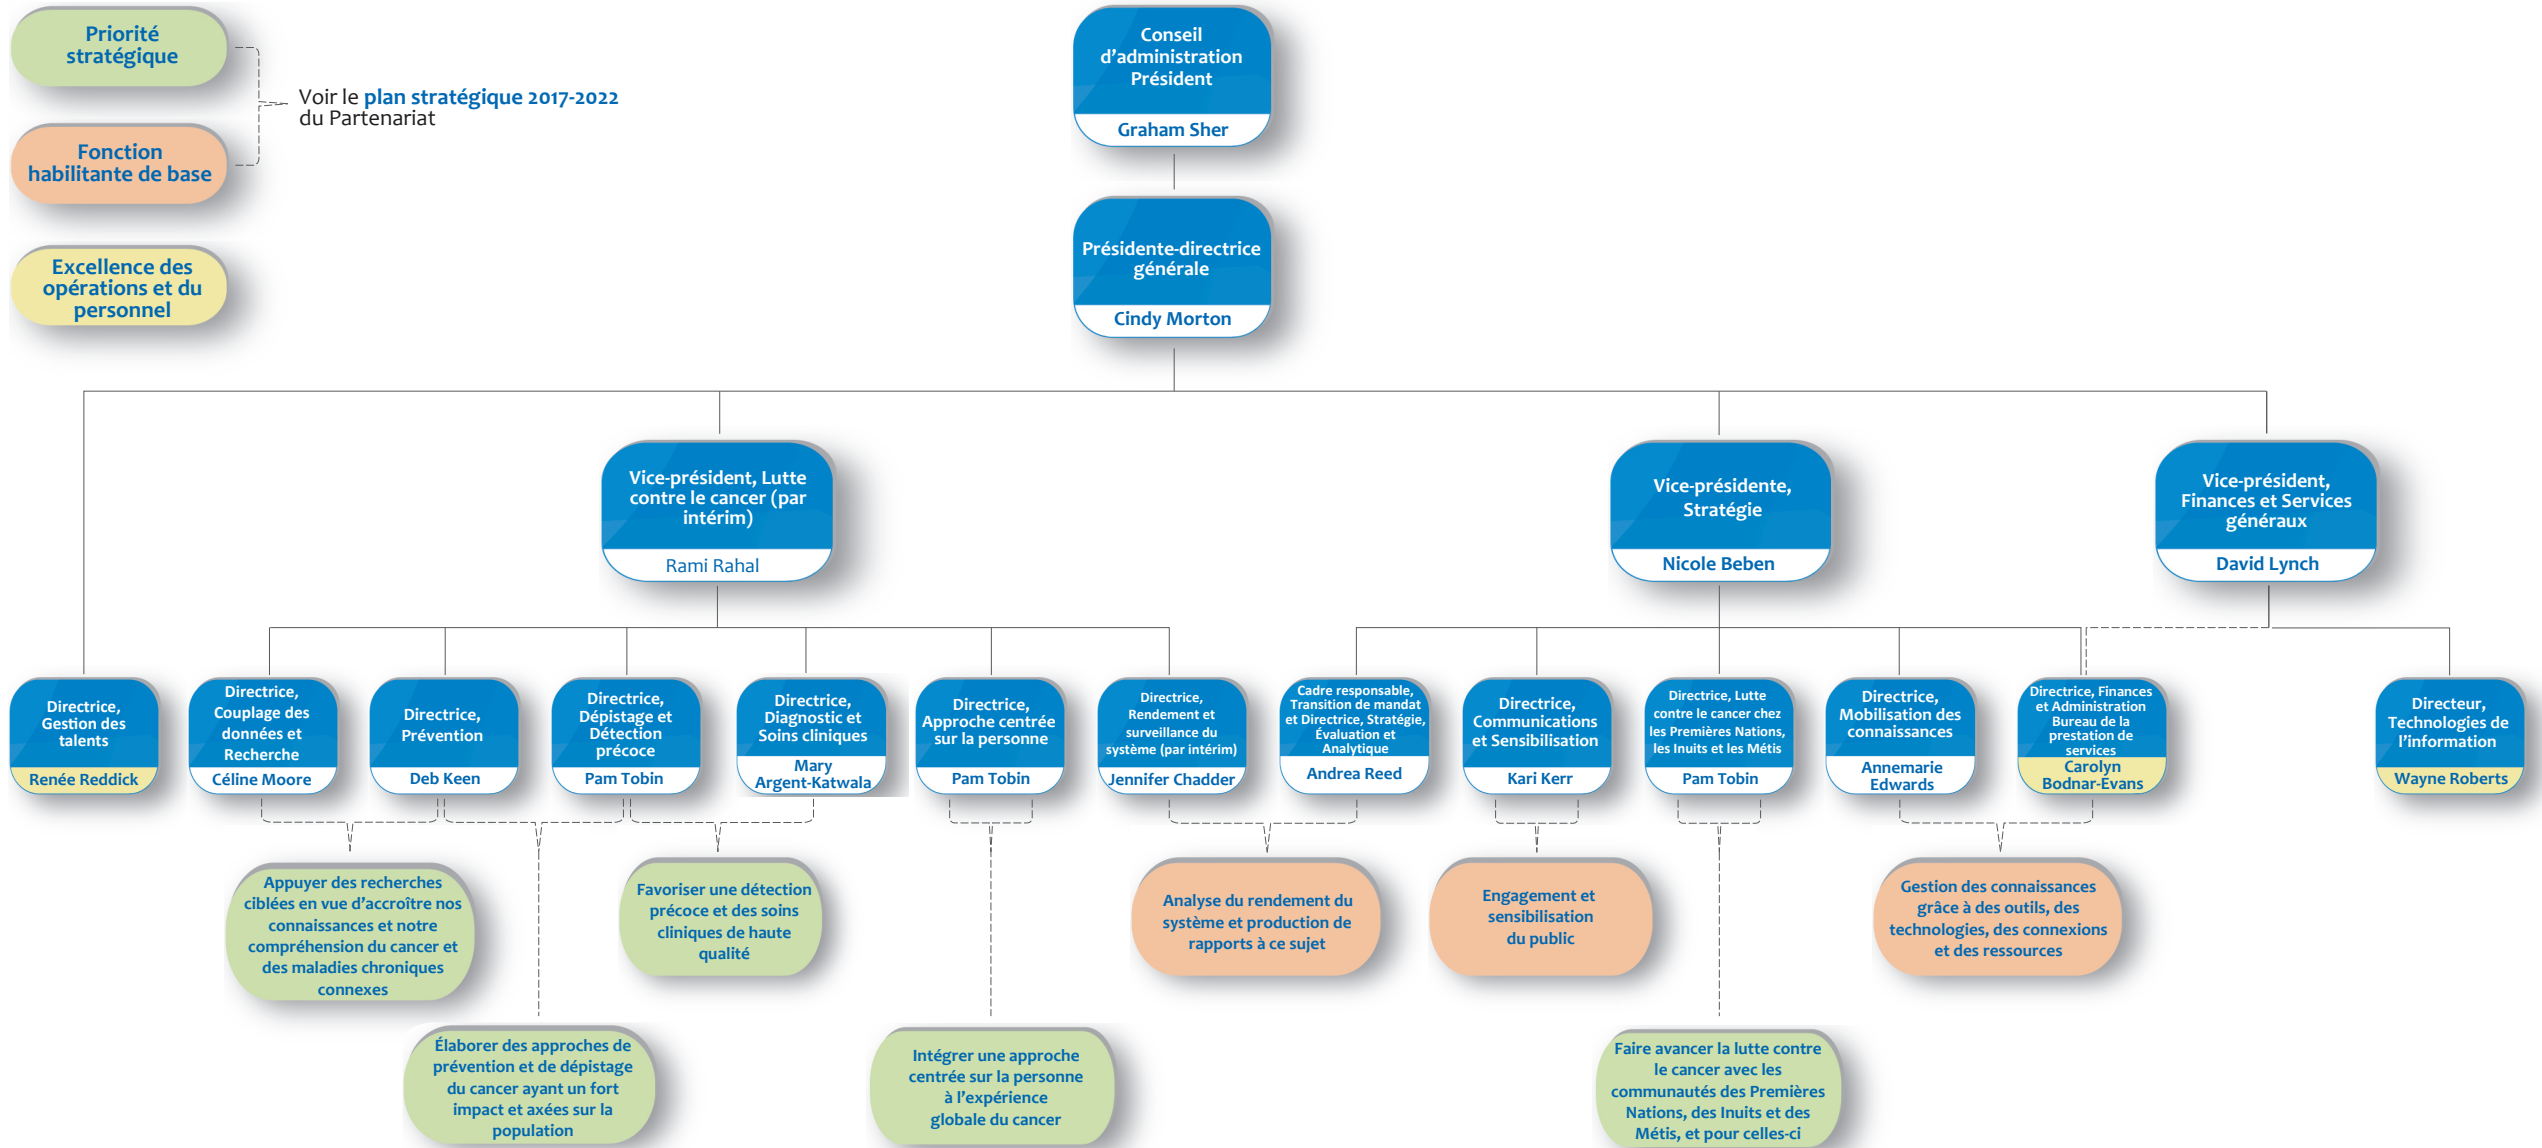 Priorité
stratégique
Fonction
habilitante de base
Excellence des
opérations et du
personnel
Voir le plan stratégique 2017-2022
du Partenariat
Conseil
d'administration
Président
Graham Sher
Présidente-directrice
générale
Cindy Morton
Vice-président, Lutte
contre le cancer (par
intérim)
Rami Rahal
Vice-présidente,
Stratégie
Nicole Beben
Vice-président,
Finances et Services
généraux
David Lynch
Directrice,
Gestion des
talents
Renée Reddick
Directrice,
Couplage des
données et
Recherche
Céline Moore
Directrice,
Prévention
Deb Keen
Directrice,
Dépistage et
Détection
précoce
Pam Tobin
Directrice,
Diagnostic et
Soins cliniques
Mary
Argent-Katwala
Directrice,
Approche centrée
sur la personne
Pam Tobin
Directrice,
Rendement et
surveillance du
système (par intérim)
Jennifer Chadder
Cadre responsable,
Transition de mandat
et Directrice, Stratégie,
Évaluation et
Analytique
Andrea Reed
Directrice,
Communications
et Sensibilisation
Kari Kerr
Directrice, Lutte
contre le cancer chez
les Premières Nations,
les Inuits et les Métis
Pam Tobin
Directrice,
Mobilisation des
connaissances
Annemarie
Edwards
Directrice, Finances
et Administration
Bureau de la
prestation de
services
Carolyn
Bodnar-Evans
Directeur,
Technologies de
l'information
Wayne Roberts
Appuyer des recherches
ciblées en vue d'accroître nos
connaissances et notre
compréhension du cancer et
des maladies chroniques
connexes
Favoriser une détection
précoce et des soins
cliniques de haute
qualité
Analyse du rendement du
système et production de
rapports à ce sujet
Engagement et
sensibilisation
du public
Gestion des connaissances
grâce à des outils, des
technologies, des connexions
et des ressources
Élaborer des approches de
prévention et de dépistage
du cancer ayant un fort
impact et axées sur la
population
Intégrer une approche
centrée sur la personne
à l'expérience
globale du cancer
Faire avancer la lutte contre
le cancer avec les
communautés des Premières
Nations, des Inuits et des
Métis, et pour celles-ci